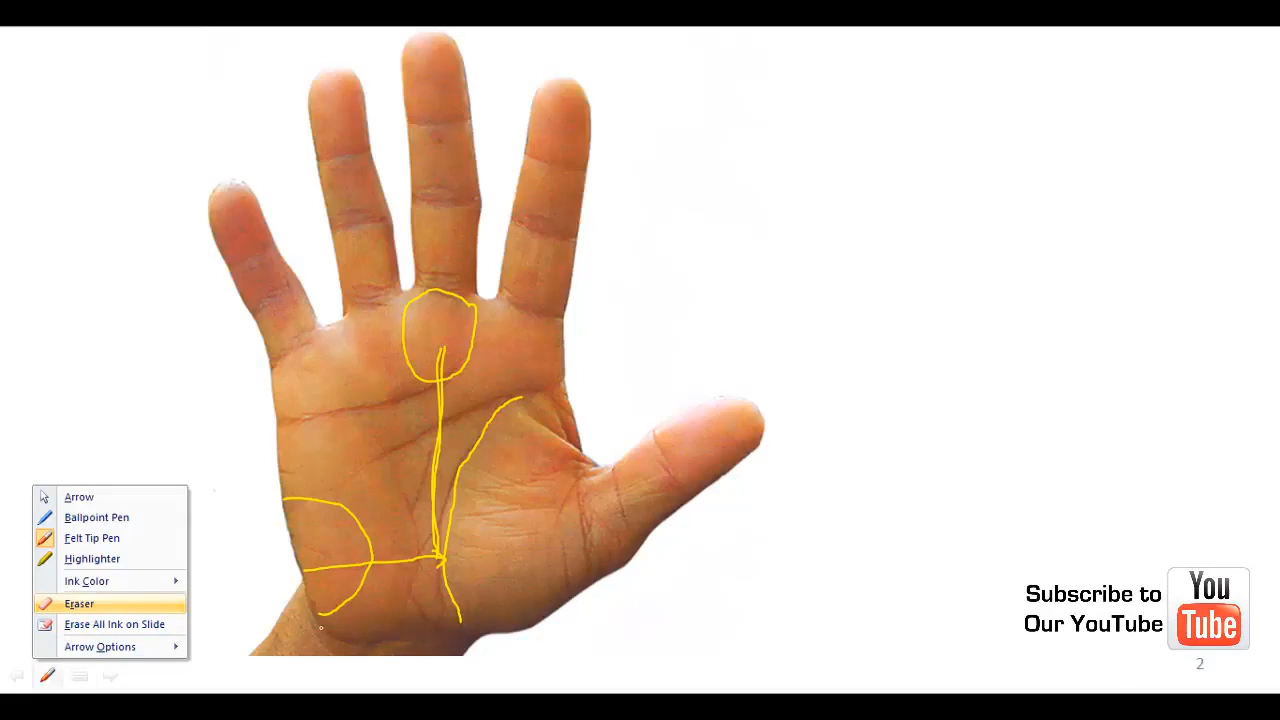 Arrow
Ballpoint Pen
Felt Tip Pen
Highlighter
Ink Color
Eraser
Erase All Ink on Slide
Arrow Options
Subscribe to
Our YouTube
You
Tube
2